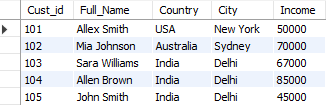 Cust_id Full_Name Country City Income
101 Allex Smith USA New York 50000
102 Mia Johnson Australia Sydney 70000
103 Sara Williams India Delhi 67000
104 Allen Brown India Delhi 85000
105 John Smith India Delhi 45000